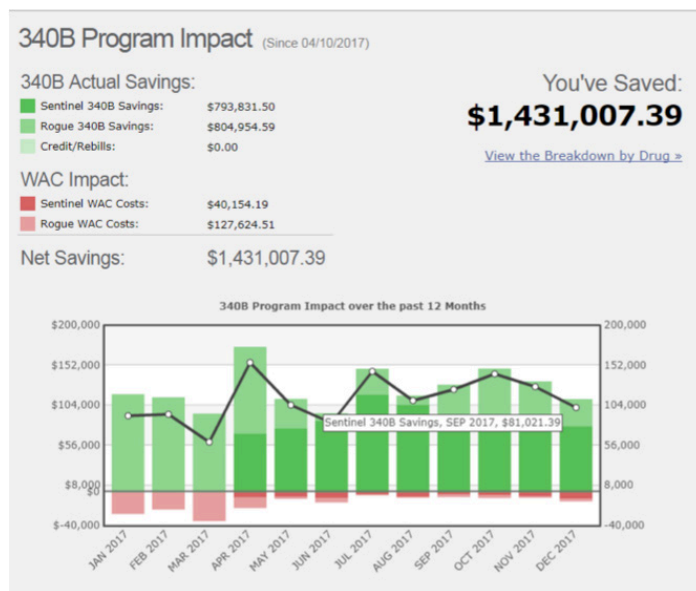 340B Program Impact (Since 04/10/2017)
340B Actual Savings:
Sentinel 340B Savings: $793,831.50
Rogue 340B Savings: $804,954.59
Credit/Rebills: $0.00
WAC Impact:
Sentinel WAC Costs: $40,154.19
Rogue WAC Costs: $127,624.51
Net Savings: $1,431,007.39
You've Saved:
$1,431,007.39
View the Breakdown by Drug »
340B Program Impact over the past 12 Months
$200,000 200,000
$152,000 152,000
$104,000 104,000
Sentinel 340B Savings, SEP 2017, $81,021.39
$56,000 56,000
$8,000 8,000
$0
$-40,000 -40,000
JAN 2017 FEB 2017 MAR 2017 APR 2017 MAY 2017 JUN 2017 JUL 2017 AUG 2017 SEP 2017 OCT 2017 NOV 2017 DEC 2017